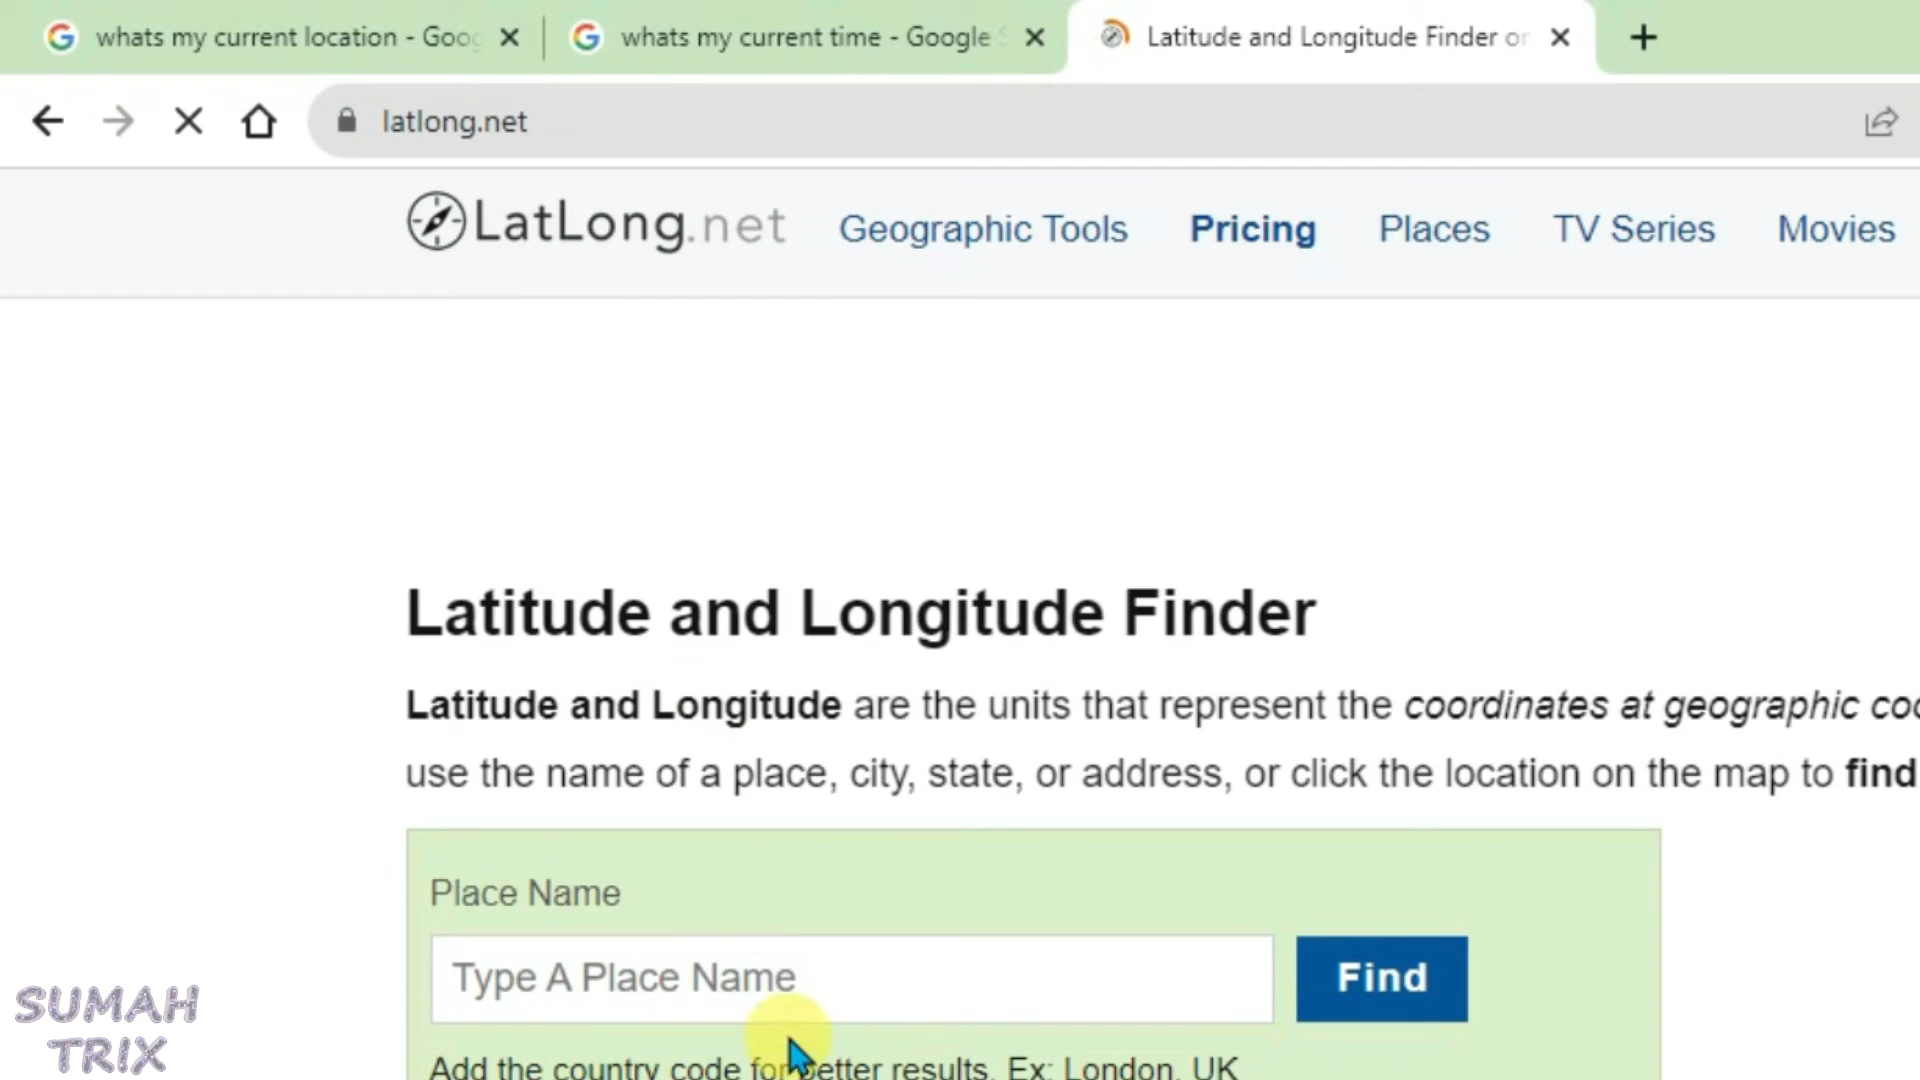 whats my current location - Goog
whats my current time - Google S
Latitude and Longitude Finder on
latlong.net
LatLong.net
Geographic Tools
Pricing
Places
TV Series
Movies
Latitude and Longitude Finder
Latitude and Longitude are the units that represent the coordinates at geographic coo
use the name of a place, city, state, or address, or click the location on the map to find
Place Name
Type A Place Name
Find
Add the country code for better results. Ex: London, UK
SUMAH
TRIX